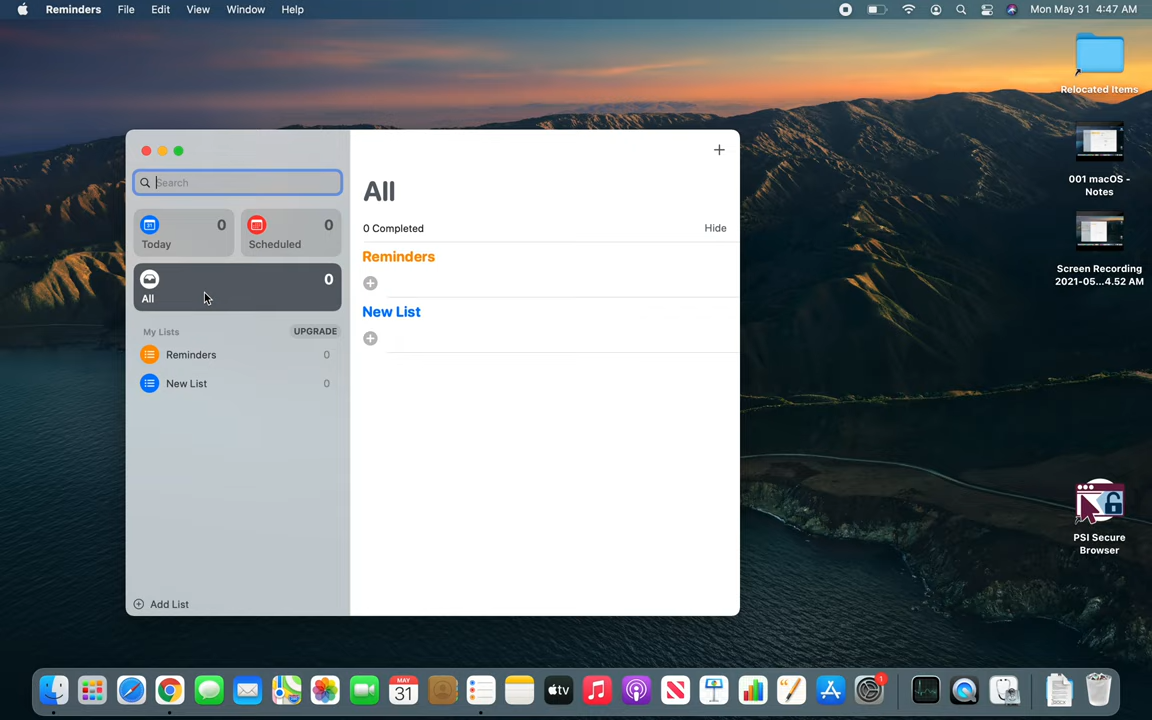 Reminders File Edit View Window Help Mon May 31 4:47 AM
Relocated Items
001 macOS -
Notes
Screen Recording
2021-05...4.52 AM
PSI Secure
Browser
Search
0 0
Today Scheduled
0
All
My Lists UPGRADE
Reminders 0
New List 0
Add List
All
0 Completed Hide
Reminders
New List
MAY
31
tv
1